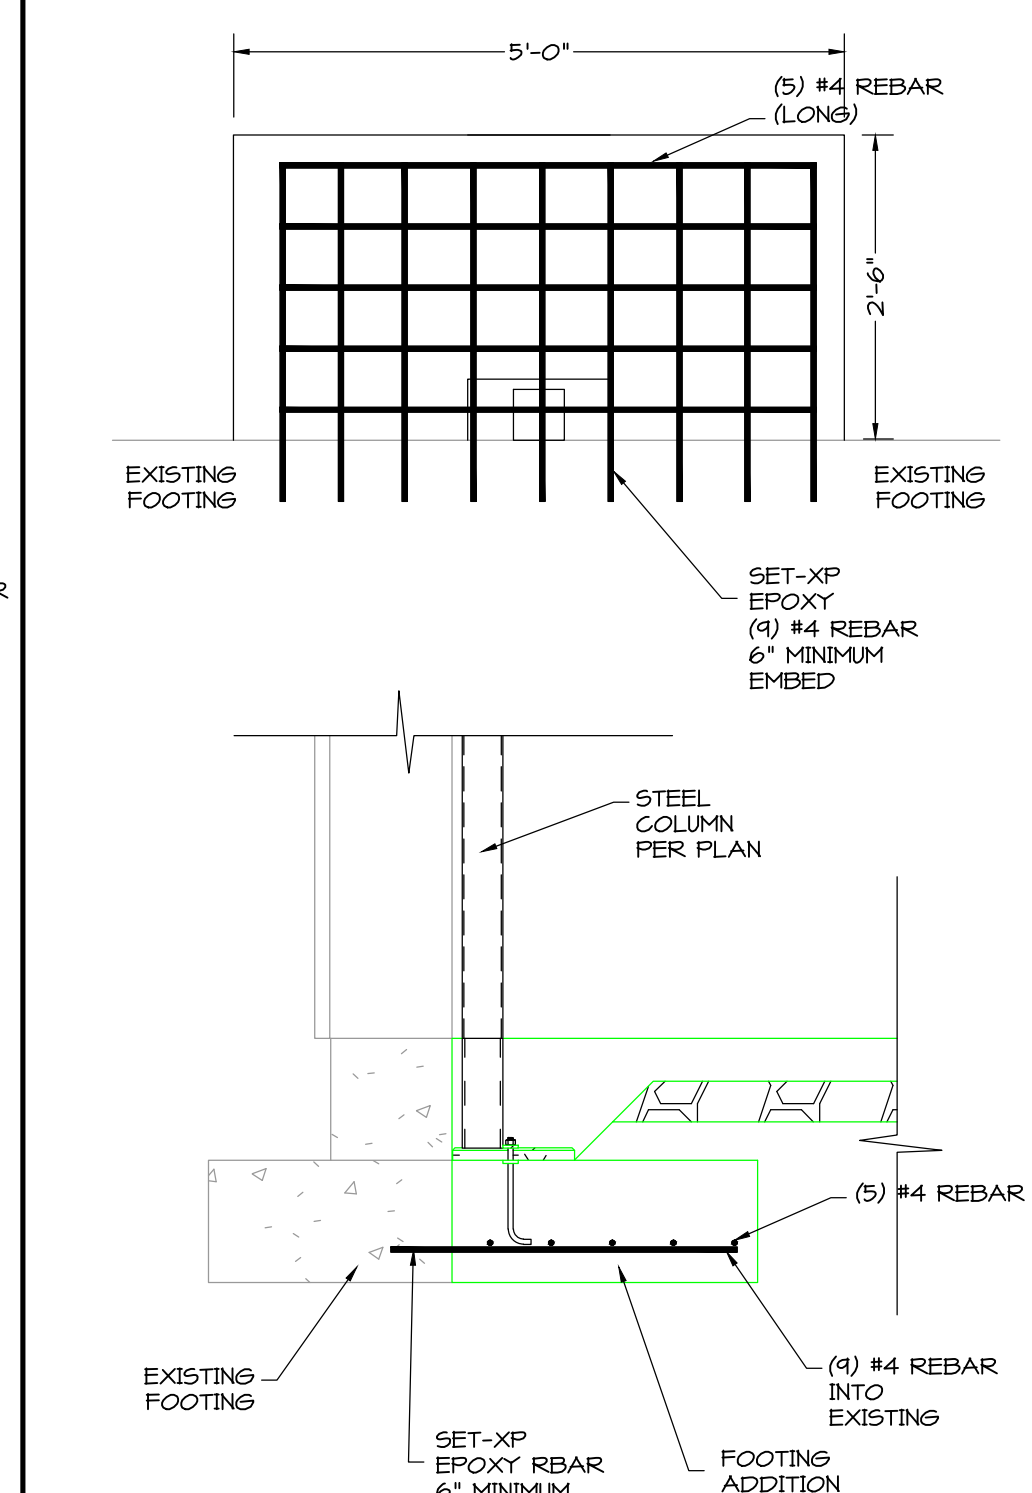 5'-0"
(5) #4 REBAR
(LONG)
2'-6"
EXISTING
FOOTING
EXISTING
FOOTING
SET-XP
EPOXY
(9) #4 REBAR
6" MINIMUM
EMBED
R
STEEL
COLUMN
PER PLAN
(5) #4 REBAR
(9) #4 REBAR
INTO
EXISTING
EXISTING
FOOTING
SET-XP
EPOXY RBAR
6" MINIMUM
FOOTING
ADDITION